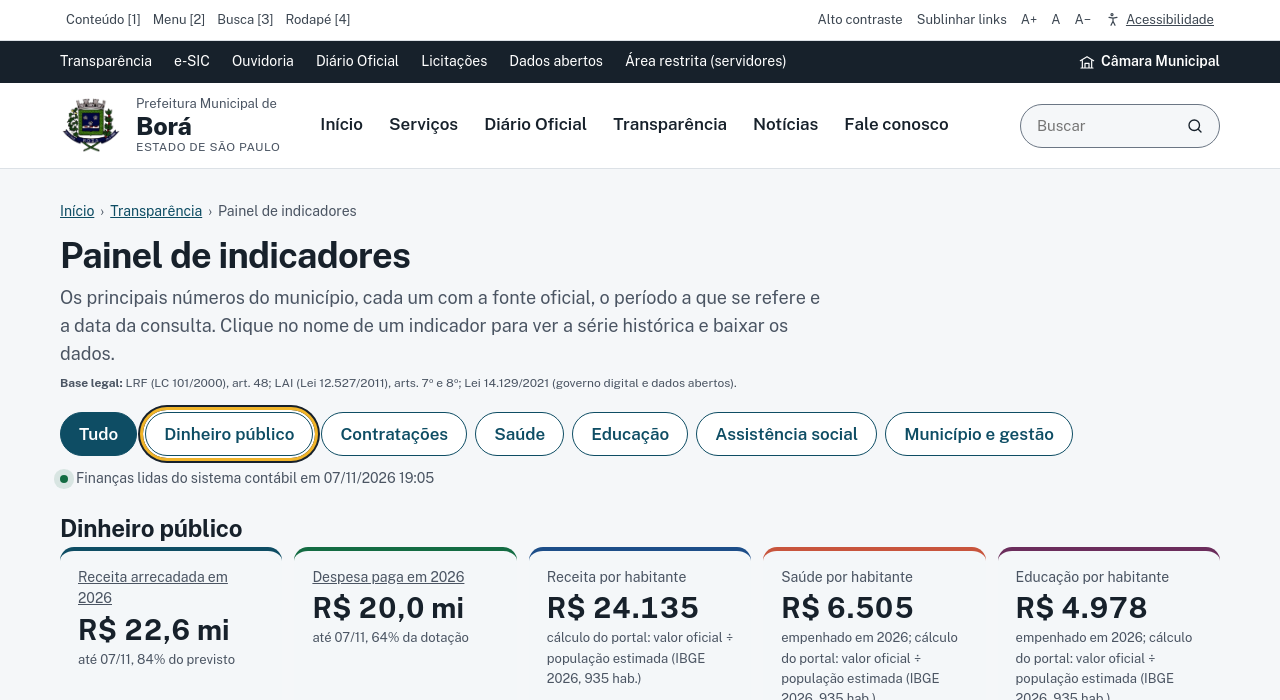 Conteúdo [1] Menu [2] Busca [3] Rodapé [4] Alto contraste Sublinhar links A+ A A− Acessibilidade
Transparência e-SIC Ouvidoria Diário Oficial Licitações Dados abertos Área restrita (servidores) Câmara Municipal
Prefeitura Municipal de
Borá
ESTADO DE SÃO PAULO
Início Serviços Diário Oficial Transparência Notícias Fale conosco
Buscar
Início › Transparência › Painel de indicadores
Painel de indicadores
Os principais números do município, cada um com a fonte oficial, o período a que se refere e
a data da consulta. Clique no nome de um indicador para ver a série histórica e baixar os
dados.
Base legal: LRF (LC 101/2000), art. 48; LAI (Lei 12.527/2011), arts. 7º e 8º; Lei 14.129/2021 (governo digital e dados abertos).
Tudo Dinheiro público Contratações Saúde Educação Assistência social Município e gestão
Finanças lidas do sistema contábil em 07/11/2026 19:05
Dinheiro público
Receita arrecadada em
2026
R$ 22,6 mi
até 07/11, 84% do previsto
Despesa paga em 2026
R$ 20,0 mi
até 07/11, 64% da dotação
Receita por habitante
R$ 24.135
cálculo do portal: valor oficial ÷
população estimada (IBGE
2026, 935 hab.)
Saúde por habitante
R$ 6.505
empenhado em 2026; cálculo
do portal: valor oficial ÷
população estimada (IBGE
2026, 935 hab.)
Educação por habitante
R$ 4.978
empenhado em 2026; cálculo
do portal: valor oficial ÷
população estimada (IBGE
2026, 935 hab.)